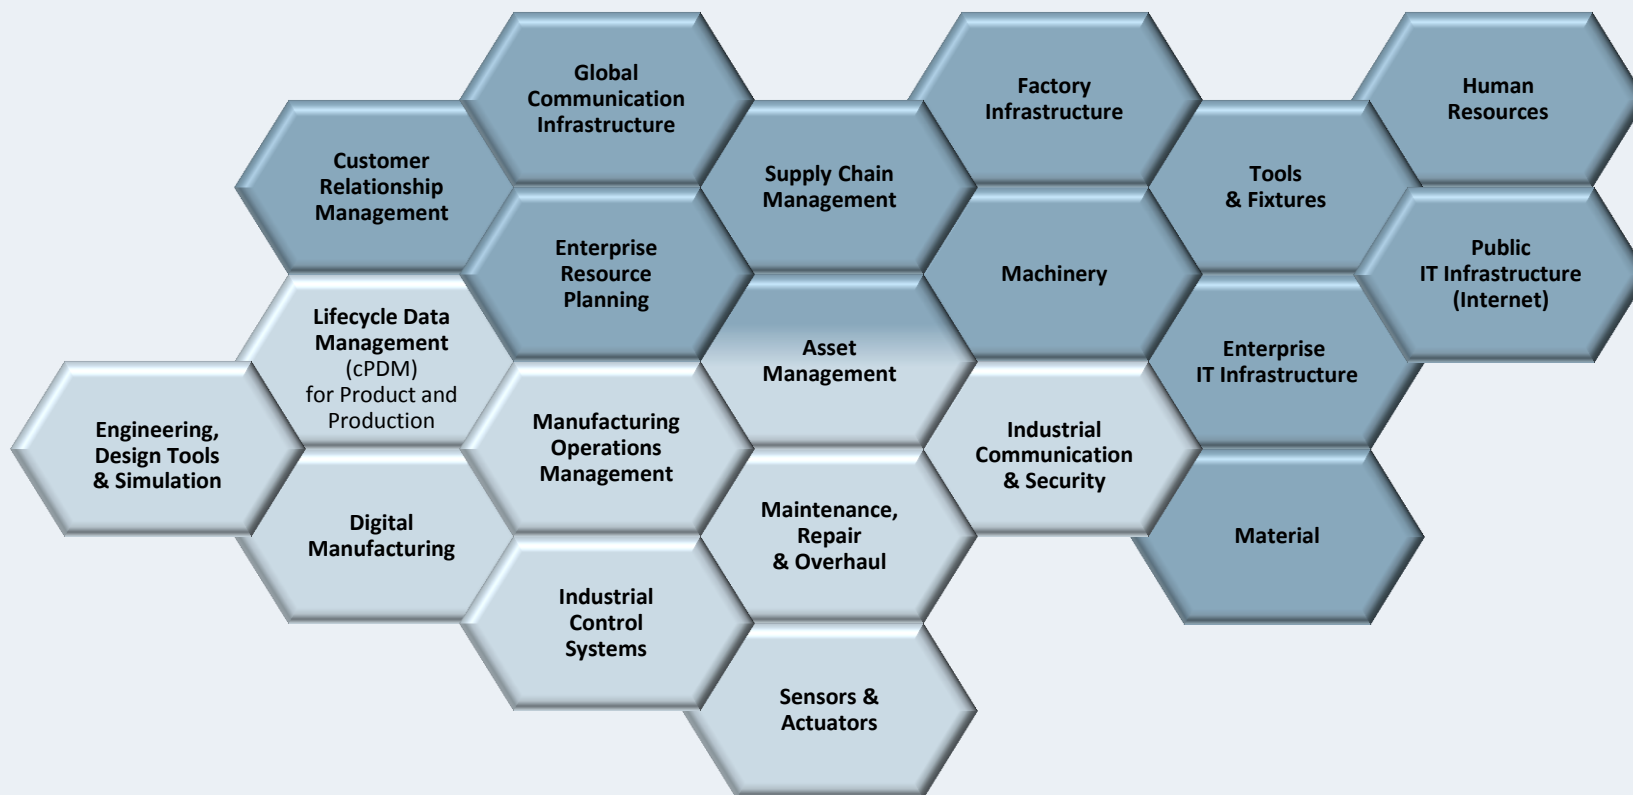 Global
Communication
Infrastructure
Factory
Infrastructure
Human
Resources
Customer
Relationship
Management
Supply Chain
Management
Tools
& Fixtures
Enterprise
Resource
Planning
Machinery
Public
IT Infrastructure
(Internet)
Lifecycle Data
Management
(cPDM)
for Product and
Production
Asset
Management
Enterprise
IT Infrastructure
Engineering,
Design Tools
& Simulation
Manufacturing
Operations
Management
Industrial
Communication
& Security
Digital
Manufacturing
Maintenance,
Repair
& Overhaul
Material
Industrial
Control
Systems
Sensors &
Actuators